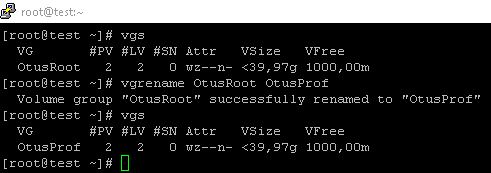 root@test:~
[root@test ~]# vgs
VG #PV #LV #SN Attr VSize VFree
OtusRoot 2 2 0 wz--n- <39,97g 1000,00m
[root@test ~]# vgrename OtusRoot OtusProf
Volume group "OtusRoot" successfully renamed to "OtusProf"
[root@test ~]# vgs
VG #PV #LV #SN Attr VSize VFree
OtusProf 2 2 0 wz--n- <39,97g 1000,00m
[root@test ~]#